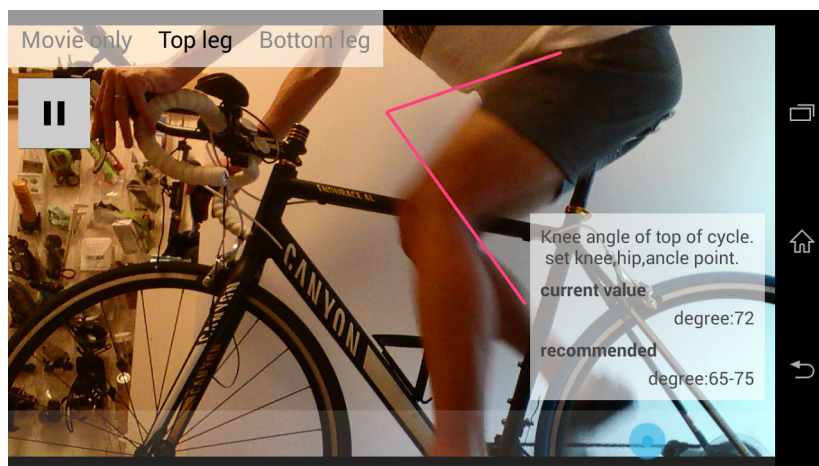 Movie only Top leg Bottom leg
ENDURACE AL
CANYON
CANYON
Knee angle of top of cycle.
set knee,hip,ancle point.
current value
degree:72
recommended
degree:65-75